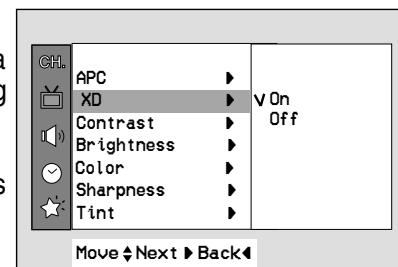 a
g
s
CH.
APC
XD
Contrast
Brightness
Color
Sharpness
Tint
∨ On
Off
Move ♦ Next ▶ Back ◀